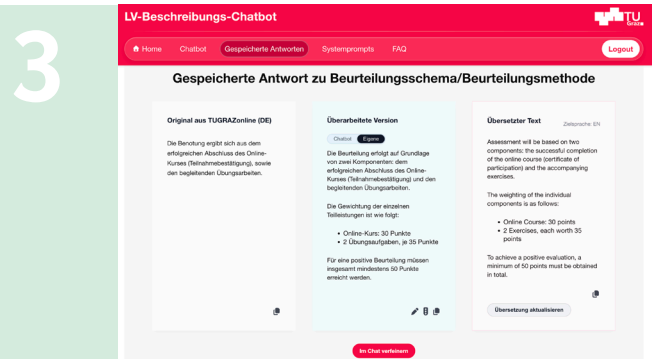 3
LV-Beschreibungs-Chatbot
TU
Graz
Home Chatbot Gespeicherte Antworten Systemprompts FAQ Logout
Gespeicherte Antwort zu Beurteilungsschema/Beurteilungsmethode
Original aus TUGRAZonline (DE)
Die Benotung ergibt sich aus dem
erfolgreichen Abschluss des Online-
Kurses (Teilnahmebestätigung), sowie
den begleitenden Übungsarbeiten.
Überarbeitete Version
Chatbot Eigene
Die Beurteilung erfolgt auf Grundlage
von zwei Komponenten: dem
erfolgreichen Abschluss des Online-
Kurses (Teilnahmebestätigung) und den
begleitenden Übungsarbeiten.
Die Gewichtung der einzelnen
Teilleistungen ist wie folgt:
• Online-Kurs: 30 Punkte
• 2 Übungsaufgaben, je 35 Punkte
Für eine positive Beurteilung müssen
insgesamt mindestens 50 Punkte
erreicht werden.
Übersetzter Text Zielsprache: EN
Assessment will be based on two
components: the successful completion
of the online course (certificate of
participation) and the accompanying
exercises.
The weighting of the individual
components is as follows:
• Online Course: 30 points
• 2 Exercises, each worth 35
points
To achieve a positive evaluation, a
minimum of 50 points must be obtained
in total.
Übersetzung aktualisieren
Im Chat verfeinern